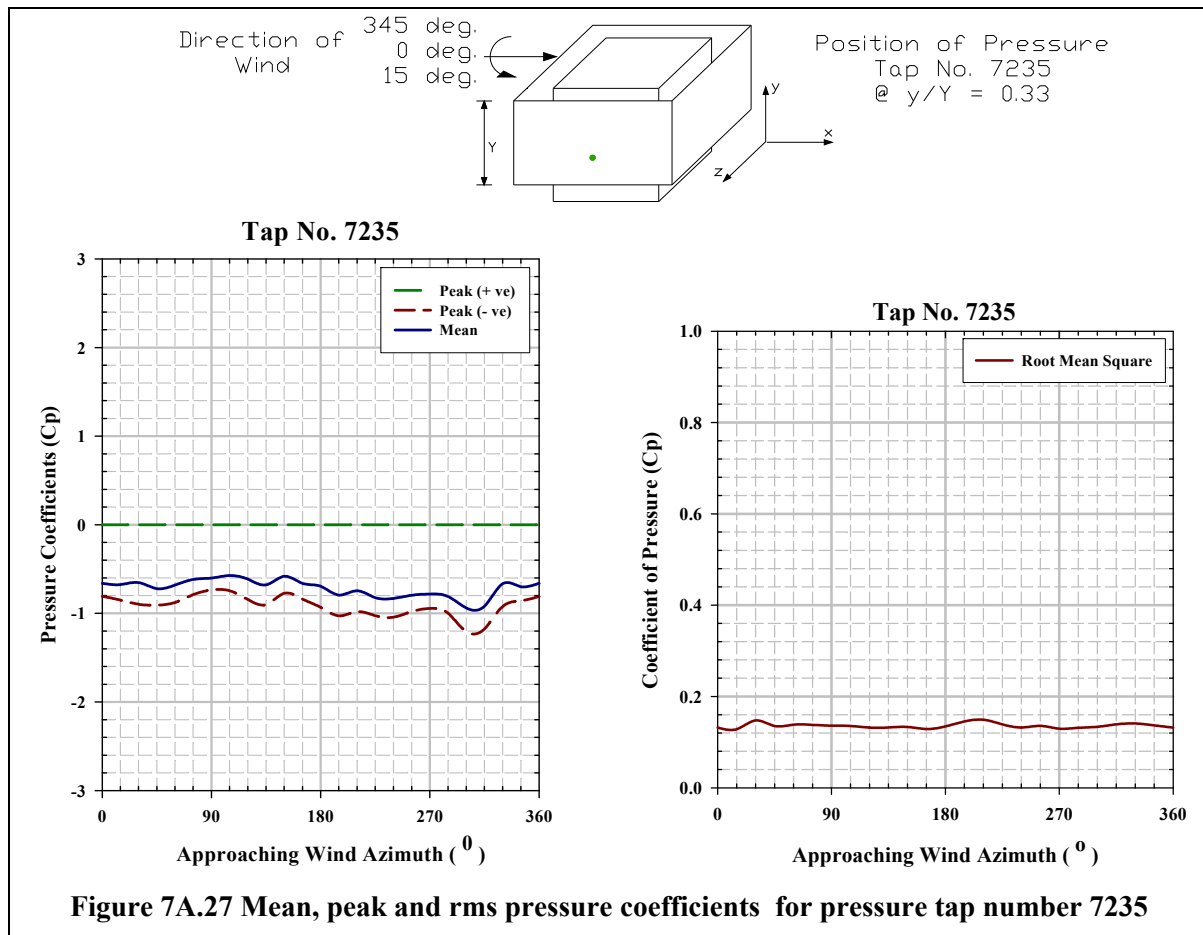 Direction of
Wind
345 deg.
0 deg.
15 deg.
Position of Pressure
Tap No. 7235
@ y/Y = 0.33
Y
y
x
z
Tap No. 7235
Peak (+ ve)
Peak (- ve)
Mean
Pressure Coefficients (Cp)
3
2
1
0
-1
-2
-3
0 90 180 270 360
Approaching Wind Azimuth ( 0 )
Tap No. 7235
Root Mean Square
Coefficient of Pressure (Cp)
1.0
0.8
0.6
0.4
0.2
0.0
0 90 180 270 360
Approaching Wind Azimuth ( o )
Figure 7A.27 Mean, peak and rms pressure coefficients for pressure tap number 7235